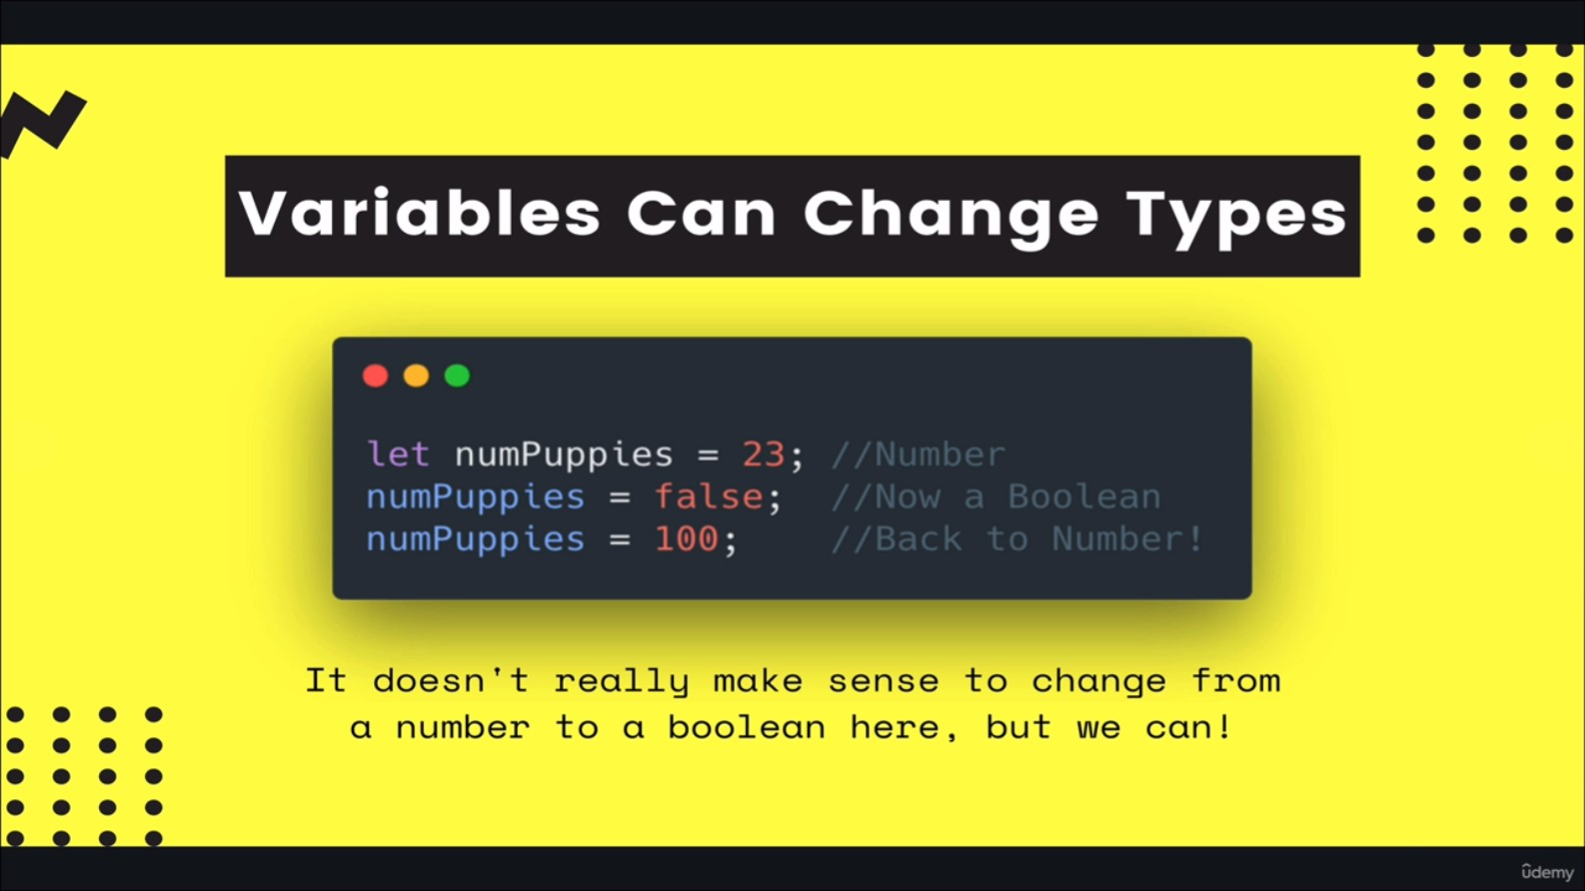 Variables Can Change Types
let numPuppies = 23; //Number
numPuppies = false;  //Now a Boolean
numPuppies = 100;    //Back to Number!
It doesn't really make sense to change from
a number to a boolean here, but we can!
ûdemy